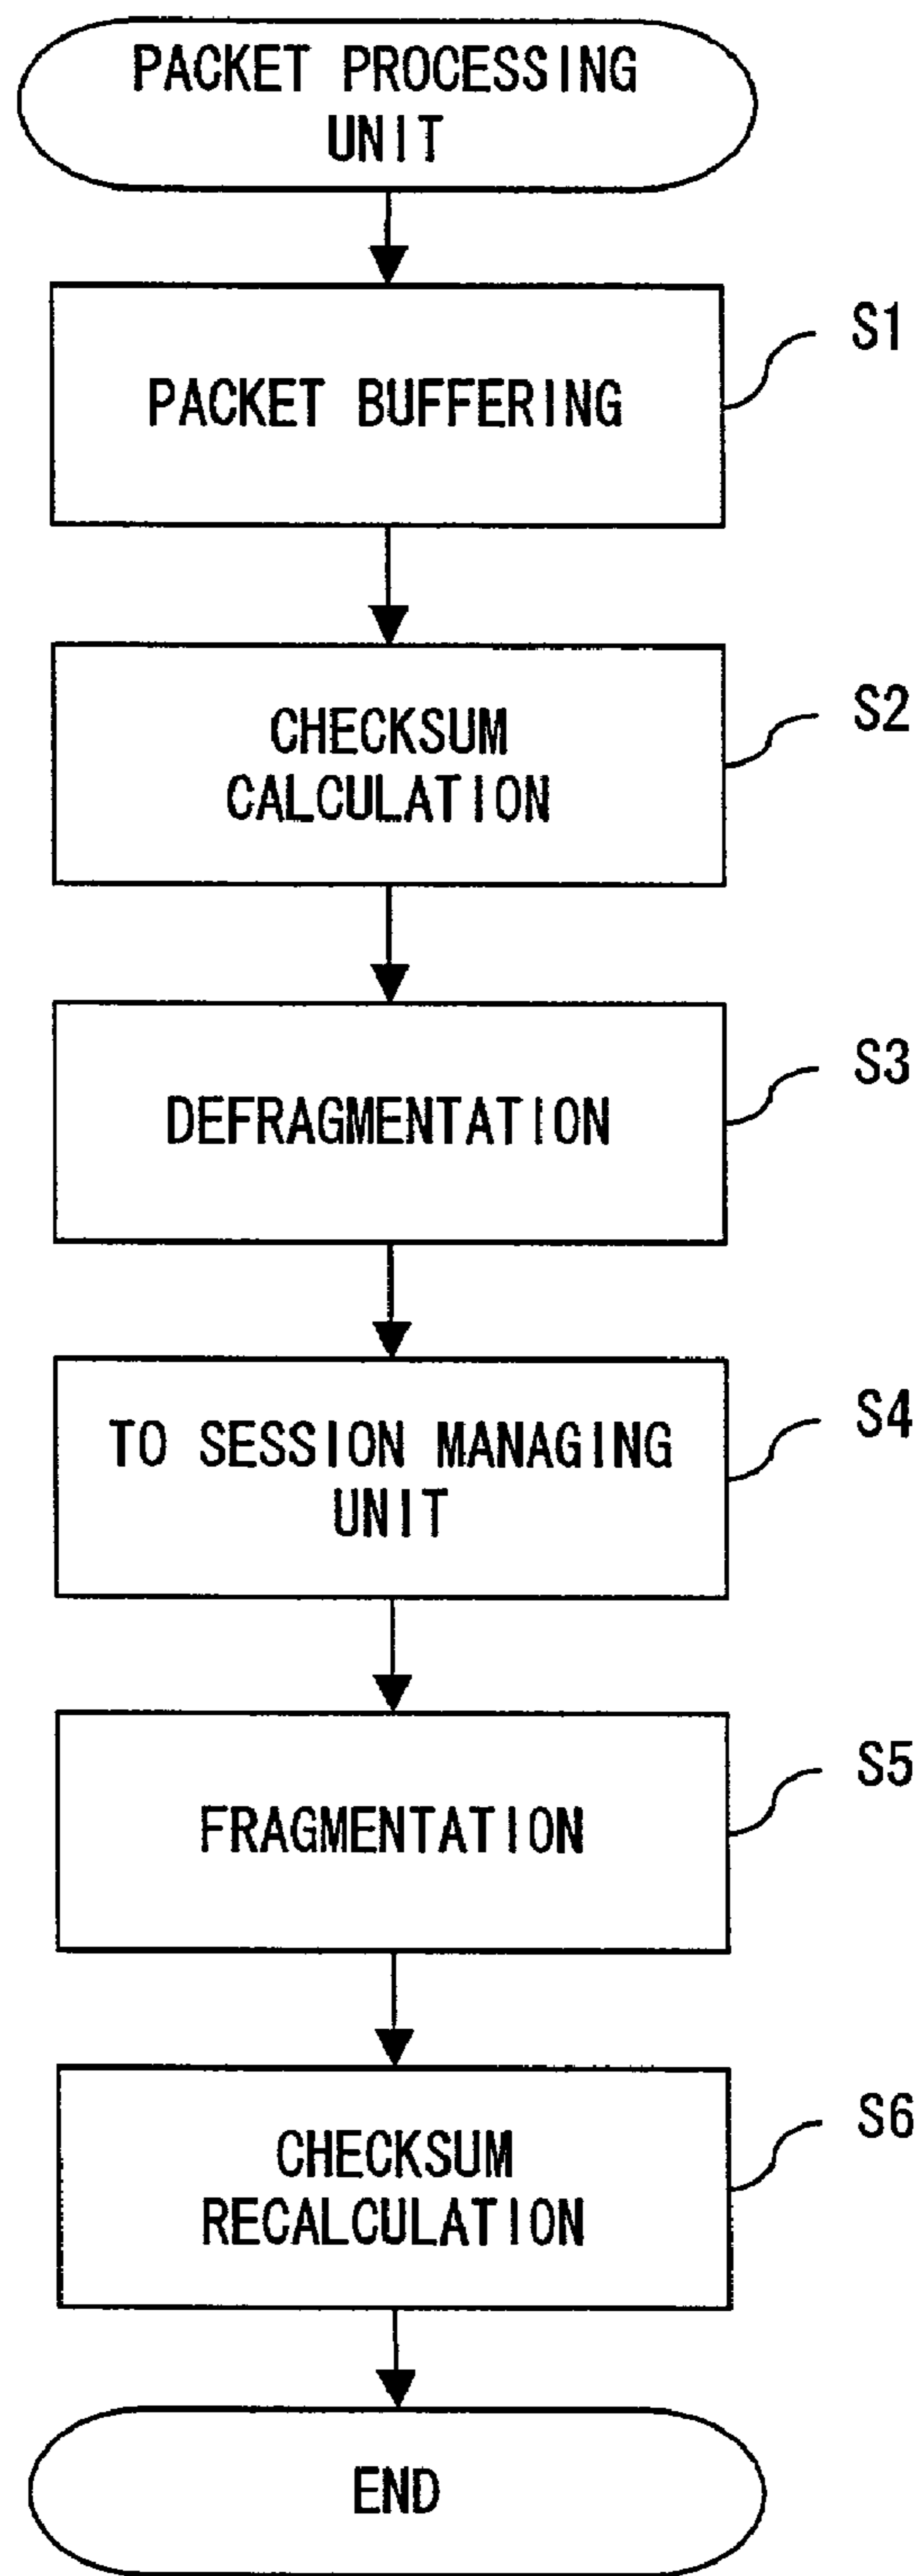 PACKET PROCESSING
UNIT
PACKET BUFFERING
S1
CHECKSUM
CALCULATION
S2
DEFRAGMENTATION
S3
TO SESSION MANAGING
UNIT
S4
FRAGMENTATION
S5
CHECKSUM
RECALCULATION
S6
END